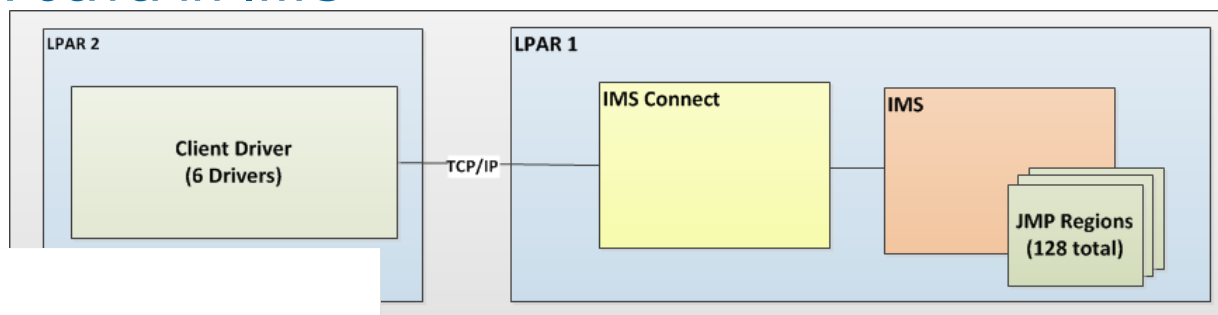 LPAR 2
LPAR 1
Client Driver
(6 Drivers)
TCP/IP
IMS Connect
IMS
JMP Regions
(128 total)